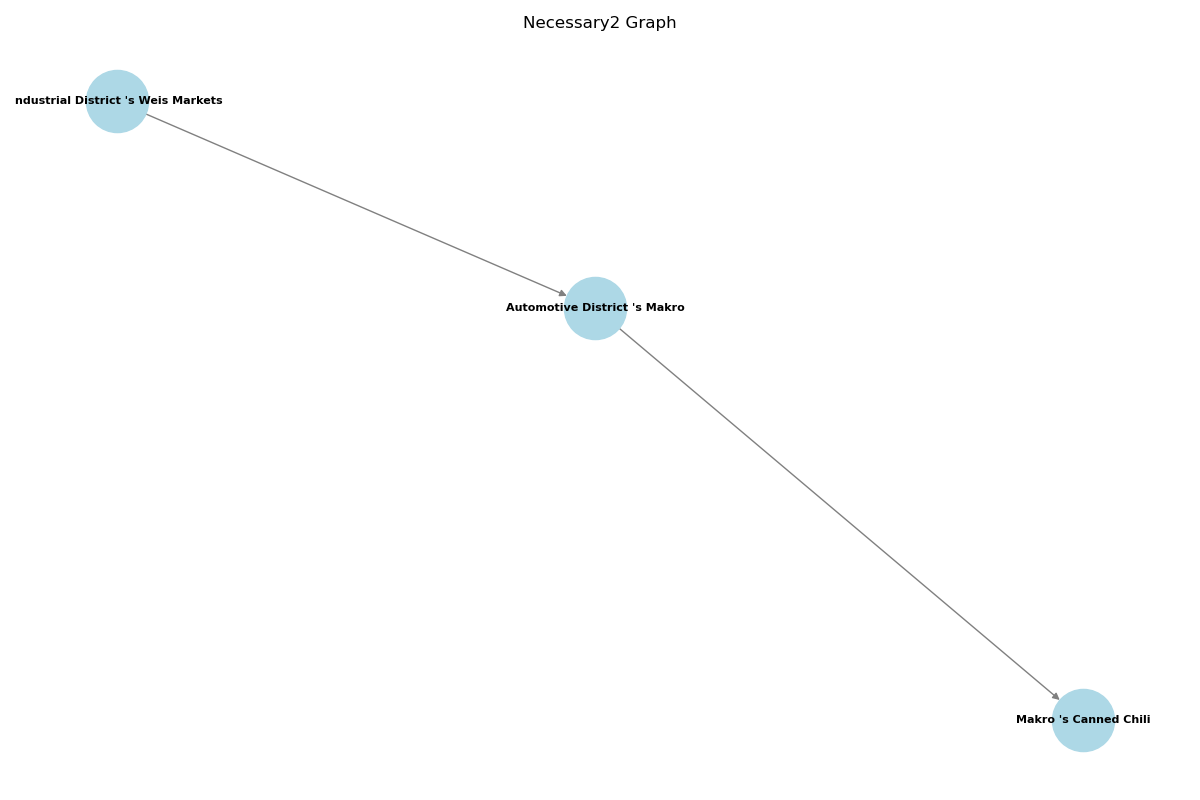 Necessary2 Graph
ndustrial District 's Weis Markets
Automotive District 's Makro
Makro 's Canned Chili